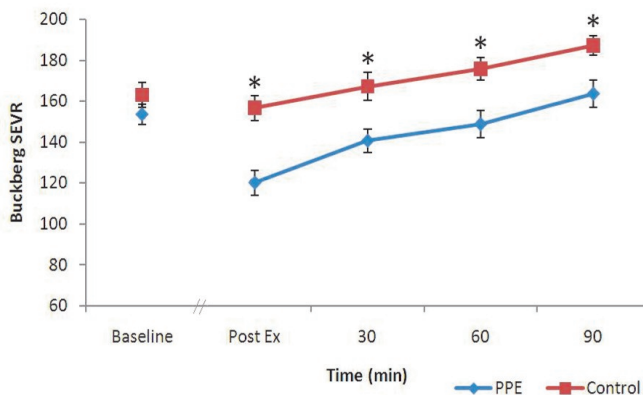 200
*
180
*
*
*
160
140
120
100
80
60
Buckberg SEVR
Baseline
Post Ex
30
60
90
Time (min)
PPE
Control